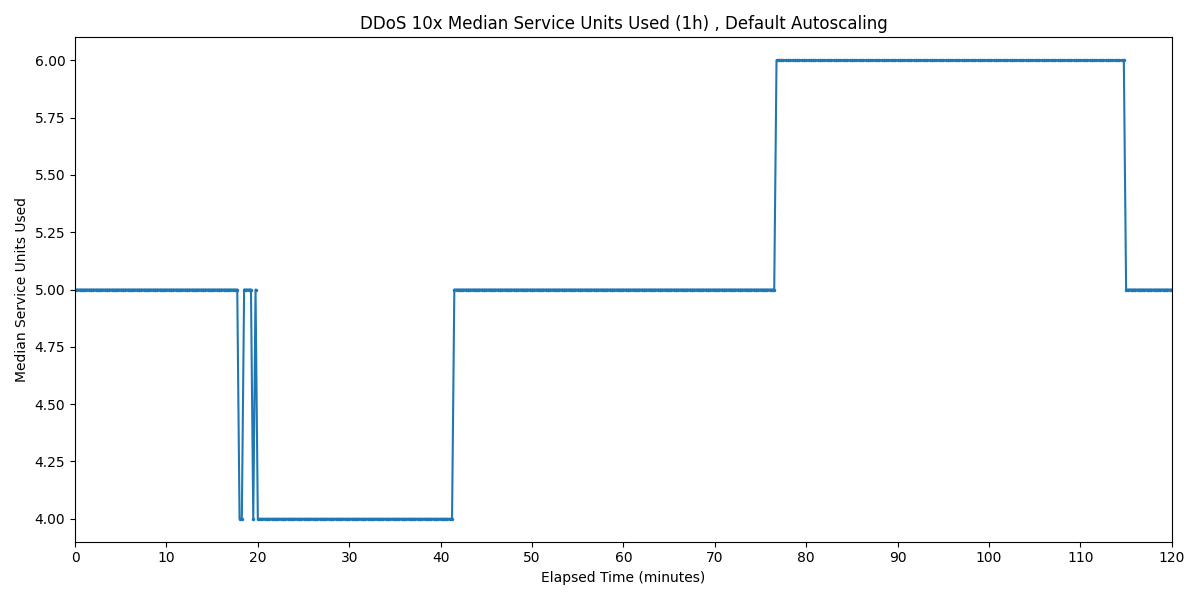 DDoS 10x Median Service Units Used (1h) , Default Autoscaling
Median Service Units Used
6.00
5.75
5.50
5.25
5.00
4.75
4.50
4.25
4.00
0 10 20 30 40 50 60 70 80 90 100 110 120
Elapsed Time (minutes)